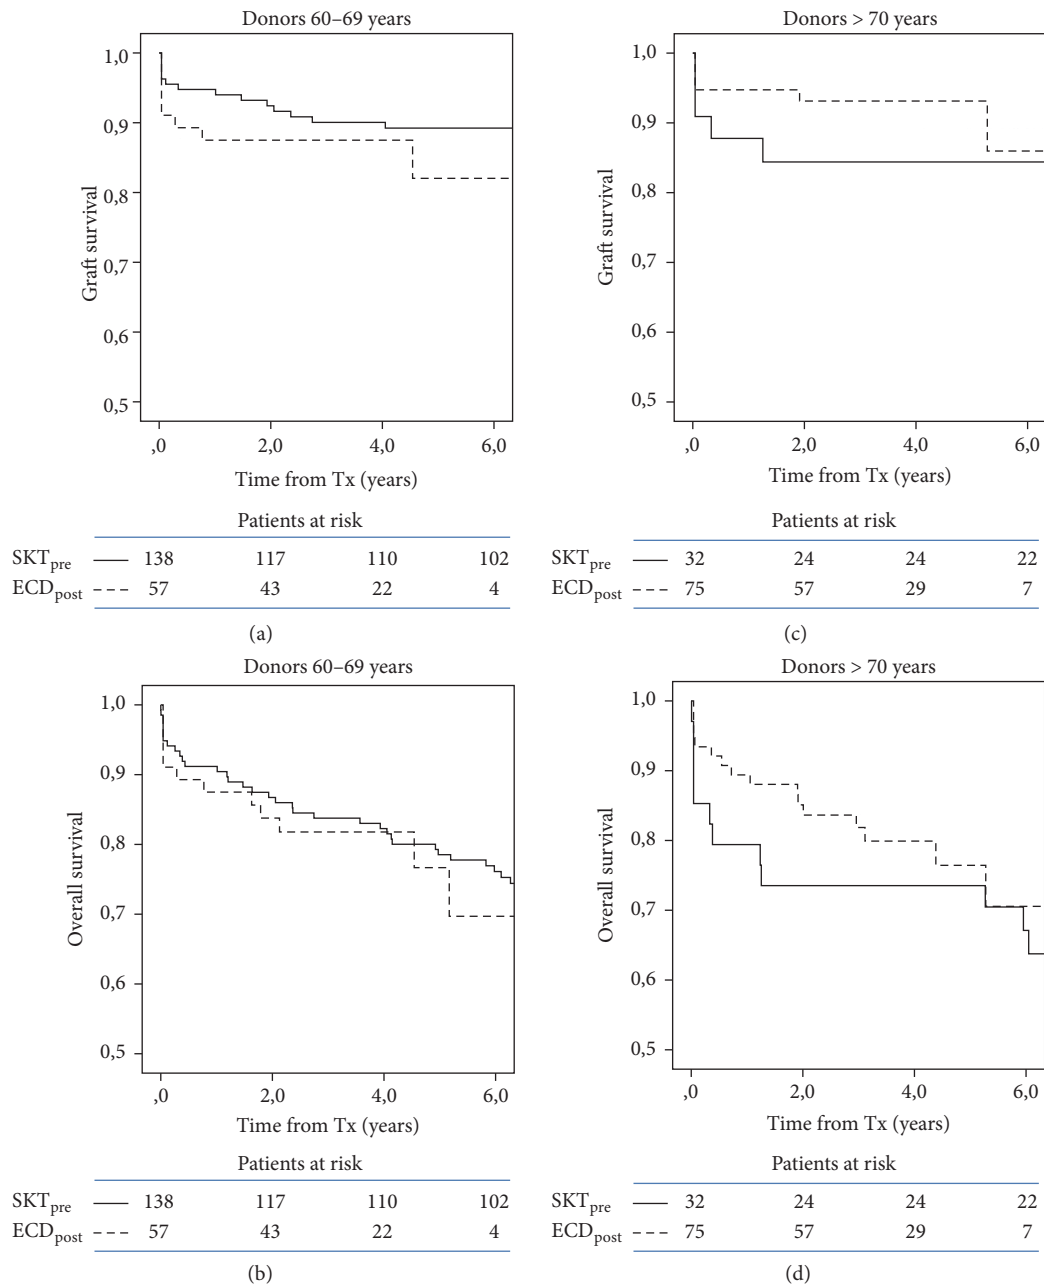 Donors 60–69 years
1,0
0,9
0,8
0,7
0,6
0,5
Graft survival
,0 2,0 4,0 6,0
Time from Tx (years)
Patients at risk
SKTpre 138 117 110 102
ECDpost 57 43 22 4
(a)
Donors > 70 years
1,0
0,9
0,8
0,7
0,6
0,5
Graft survival
,0 2,0 4,0 6,0
Time from Tx (years)
Patients at risk
SKTpre 32 24 24 22
ECDpost 75 57 29 7
(c)
Donors 60–69 years
1,0
0,9
0,8
0,7
0,6
0,5
Overall survival
,0 2,0 4,0 6,0
Time from Tx (years)
Patients at risk
SKTpre 138 117 110 102
ECDpost 57 43 22 4
(b)
Donors > 70 years
1,0
0,9
0,8
0,7
0,6
0,5
Overall survival
,0 2,0 4,0 6,0
Time from Tx (years)
Patients at risk
SKTpre 32 24 24 22
ECDpost 75 57 29 7
(d)